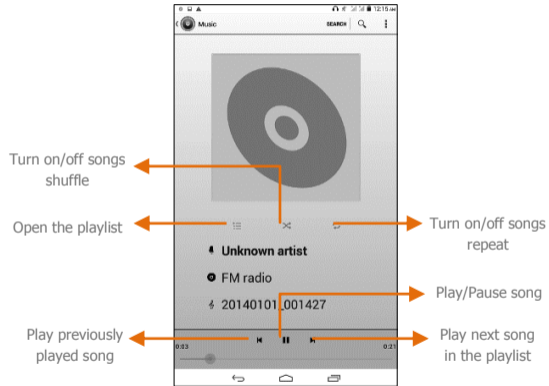 12:15 AM
Music
SEARCH
Turn on/off songs
shuffle
Open the playlist
Turn on/off songs
repeat
Unknown artist
FM radio
20140101_001427
Play/Pause song
Play previously
played song
Play next song
in the playlist
0:03
0:21